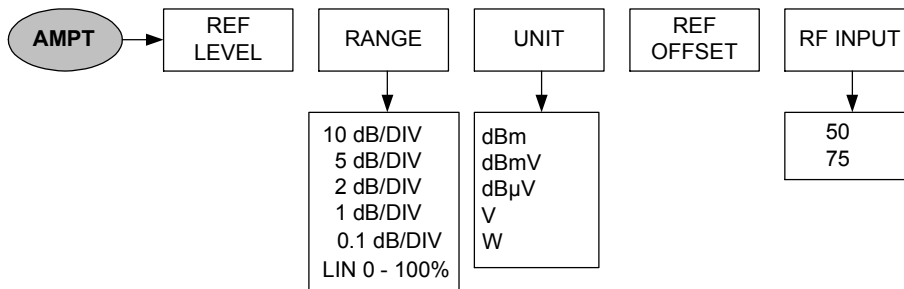 AMPT
REF
LEVEL
RANGE
UNIT
REF
OFFSET
RF INPUT
10 dB/DIV
5 dB/DIV
2 dB/DIV
1 dB/DIV
0.1 dB/DIV
LIN 0 - 100%
dBm
dBmV
dBµV
V
W
50
75